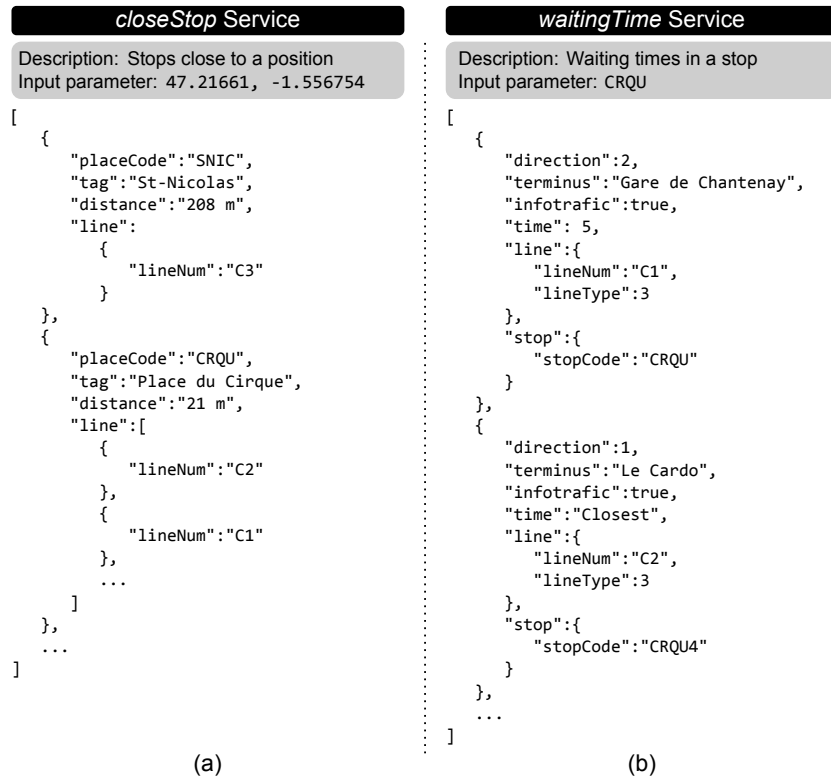 closeStop Service
Description: Stops close to a position
Input parameter: 47.21661, -1.556754
[
{
"placeCode":"SNIC",
"tag":"St-Nicolas",
"distance":"208 m",
"line":
{
"lineNum":"C3"
}
},
{
"placeCode":"CRQU",
"tag":"Place du Cirque",
"distance":"21 m",
"line":[
{
"lineNum":"C2"
},
{
"lineNum":"C1"
},
...
]
},
...
]
(a)
waitingTime Service
Description: Waiting times in a stop
Input parameter: CRQU
[
{
"direction":2,
"terminus":"Gare de Chantenay",
"infotrafic":true,
"time": 5,
"line":{
"lineNum":"C1",
"lineType":3
},
"stop":{
"stopCode":"CRQU"
}
},
{
"direction":1,
"terminus":"Le Cardo",
"infotrafic":true,
"time":"Closest",
"line":{
"lineNum":"C2",
"lineType":3
},
"stop":{
"stopCode":"CRQU4"
}
},
...
]
(b)